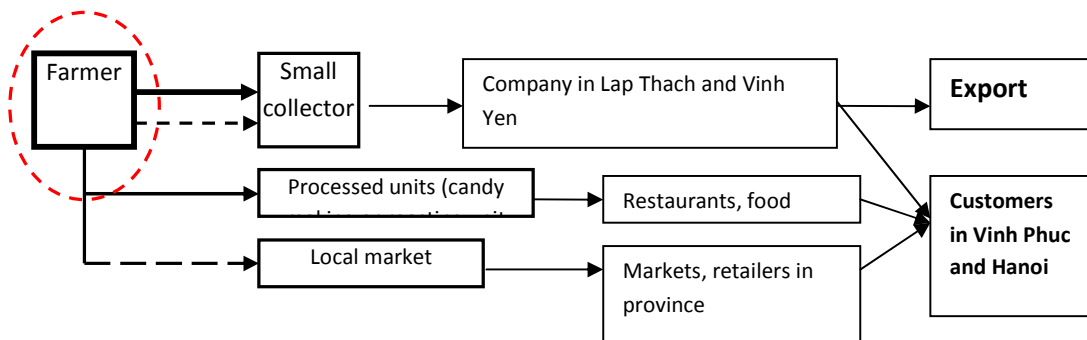 Farmer
Small
collector
Company in Lap Thach and Vinh
Yen
Export
Processed units (candy
Restaurants, food
Customers
in Vinh Phuc
and Hanoi
Local market
Markets, retailers in
province